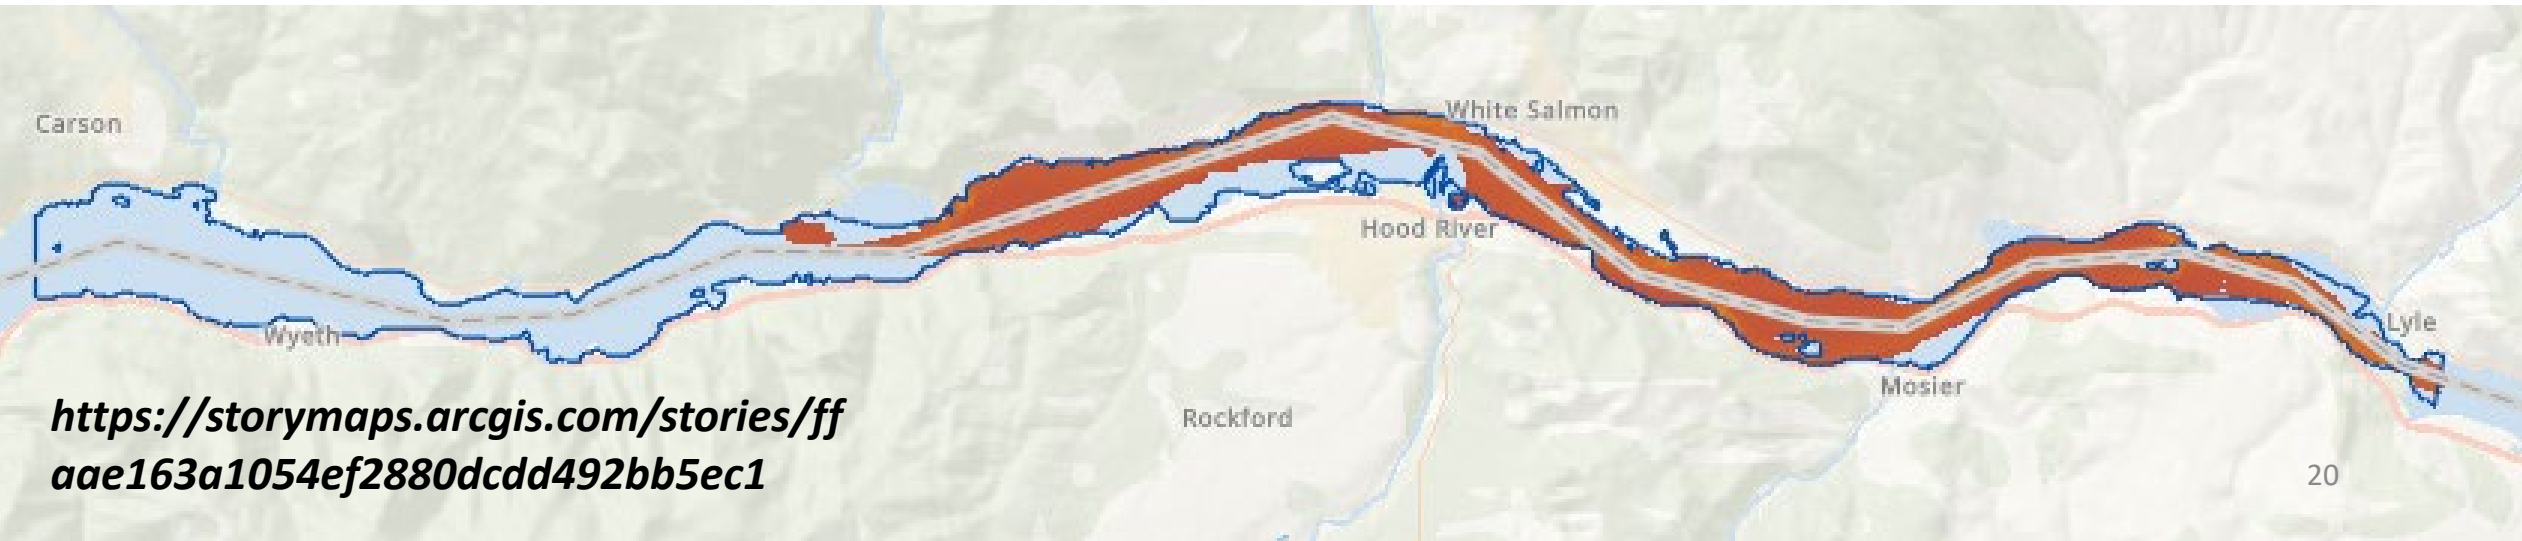 Carson
White Salmon
Hood River
Wyeth
Lyle
Mosier
https://storymaps.arcgis.com/stories/ff
aae163a1054ef2880dcdd492bb5ec1
Rockford
20